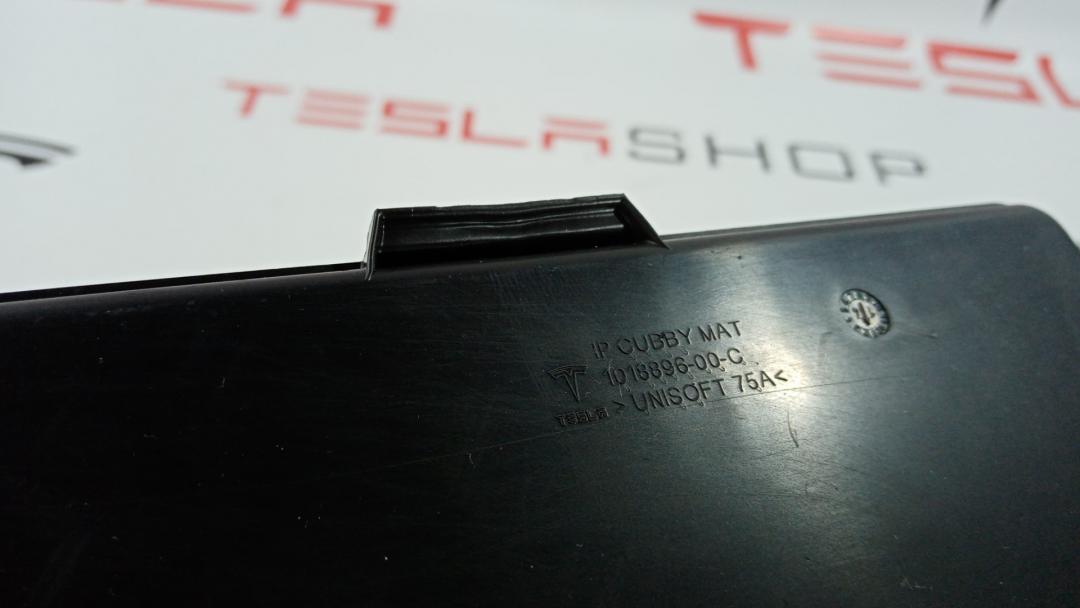 TESLA
TESLASHOP
IP CUBBY MAT
1018896-00-C
TESLA >UNISOFT 75A<